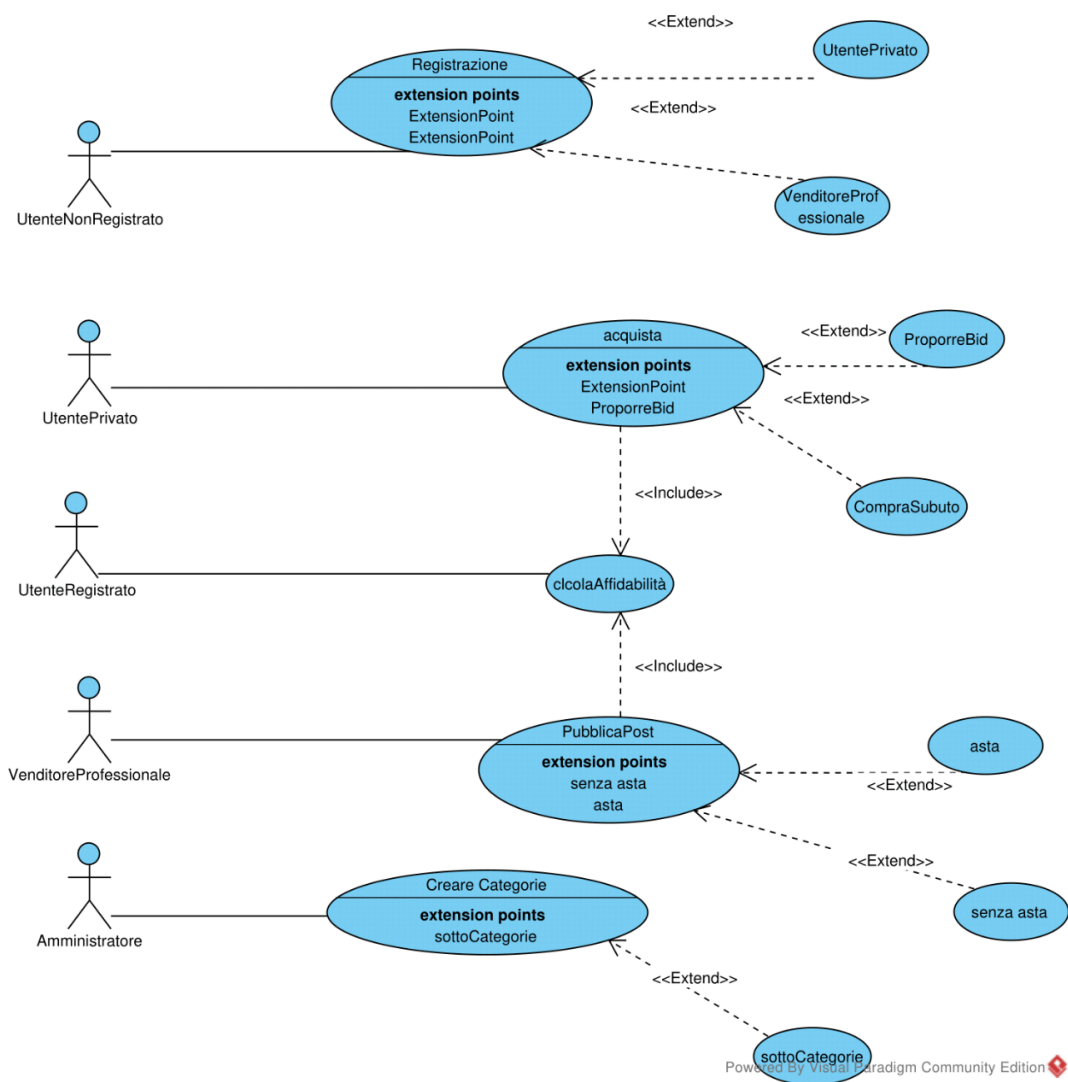 <<Extend>>
UtentePrivato
Registrazione
extension points
ExtensionPoint
ExtensionPoint
<<Extend>>
UtenteNonRegistrato
VenditoreProf
essionale
acquista
extension points
ExtensionPoint
ProporreBid
<<Extend>>
ProporreBid
<<Extend>>
UtentePrivato
<<Include>>
CompraSubuto
UtenteRegistrato
clcolaAffidabilità
<<Include>>
VenditoreProfessionale
PubblicaPost
extension points
senza asta
asta
asta
<<Extend>>
<<Extend>>
Creare Categorie
extension points
sottoCategorie
senza asta
Amministratore
<<Extend>>
sottoCategorie
Powered By Visual Paradigm Community Edition